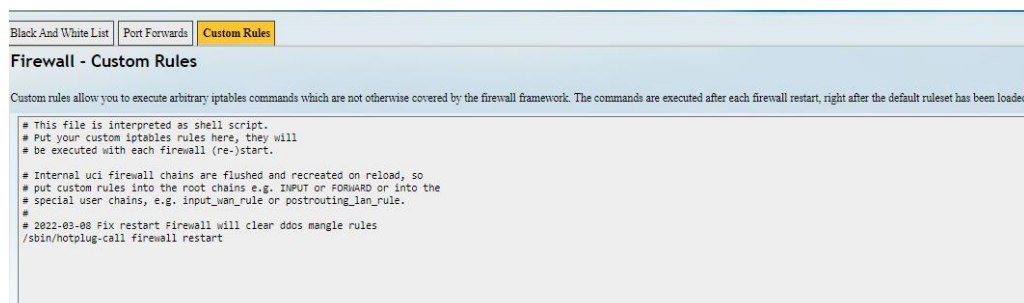 Black And White List Port Forwards Custom Rules
Firewall - Custom Rules
Custom rules allow you to execute arbitrary iptables commands which are not otherwise covered by the firewall framework. The commands are executed after each firewall restart, right after the default ruleset has been loaded
# This file is interpreted as shell script.
# Put your custom iptables rules here, they will
# be executed with each firewall (re-)start.
# Internal uci firewall chains are flushed and recreated on reload, so
# put custom rules into the root chains e.g. INPUT or FORWARD or into the
# special user chains, e.g. input_wan_rule or postrouting_lan_rule.
#
# 2022-03-08 Fix restart Firewall will clear ddos mangle rules
/sbin/hotplug-call firewall restart